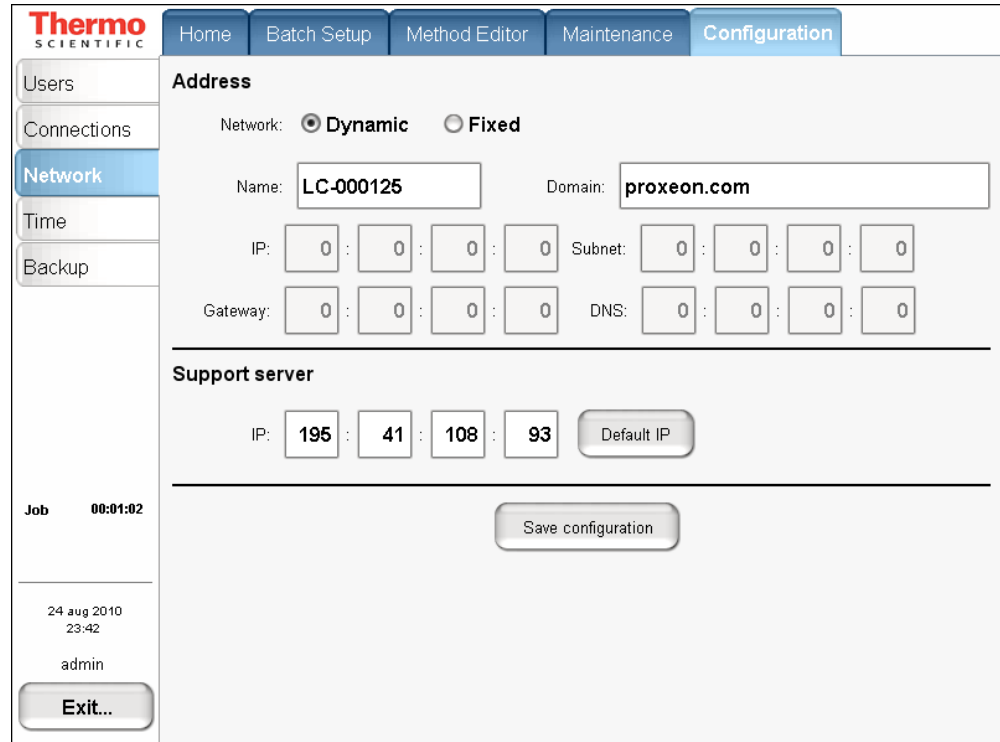 Thermo
SCIENTIFIC
Home Batch Setup Method Editor Maintenance Configuration
Users
Connections
Network
Time
Backup
Address
Network: Dynamic Fixed
Name: LC-000125 Domain: proxeon.com
IP: 0 : 0 : 0 : 0 Subnet: 0 : 0 : 0 : 0
Gateway: 0 : 0 : 0 : 0 DNS: 0 : 0 : 0 : 0
Support server
IP: 195 : 41 : 108 : 93 Default IP
Save configuration
Job 00:01:02
24 aug 2010
23:42
admin
Exit...